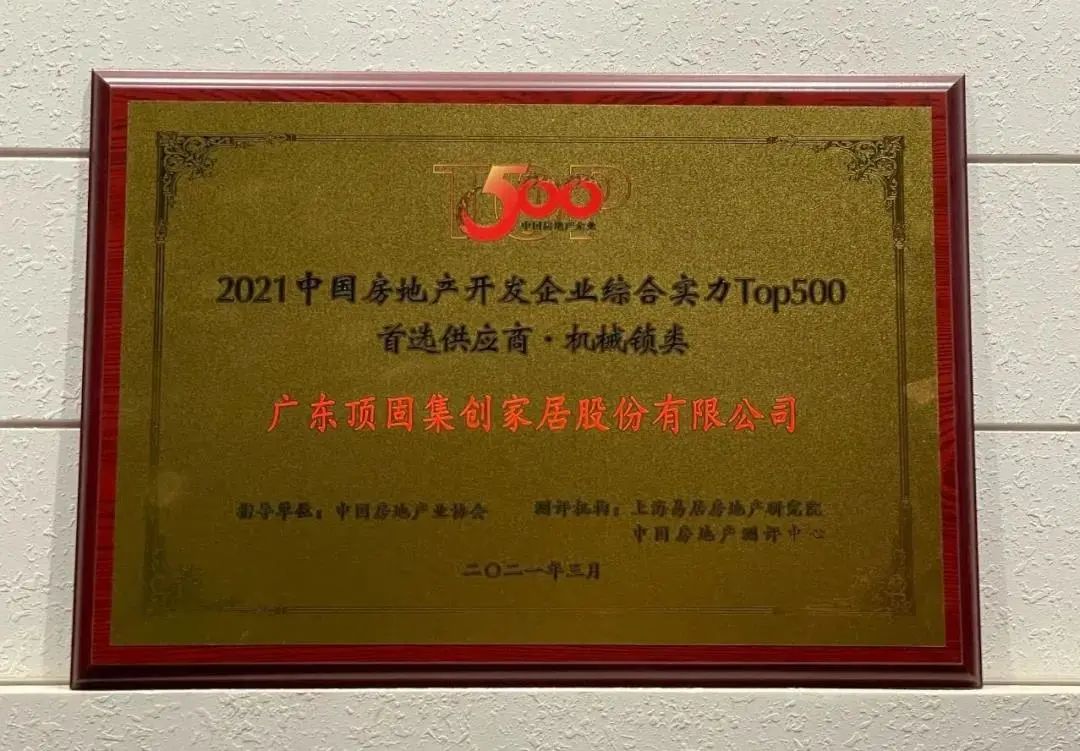 TOP
500
中国房地产企业
2021中国房地产开发企业综合实力Top500
首选供应商·机械锁类
广东顶固集创家居股份有限公司
指导单位：中国房地产业协会 测评机构：上海易居房地产研究院
中国房地产测评中心
二〇二一年三月